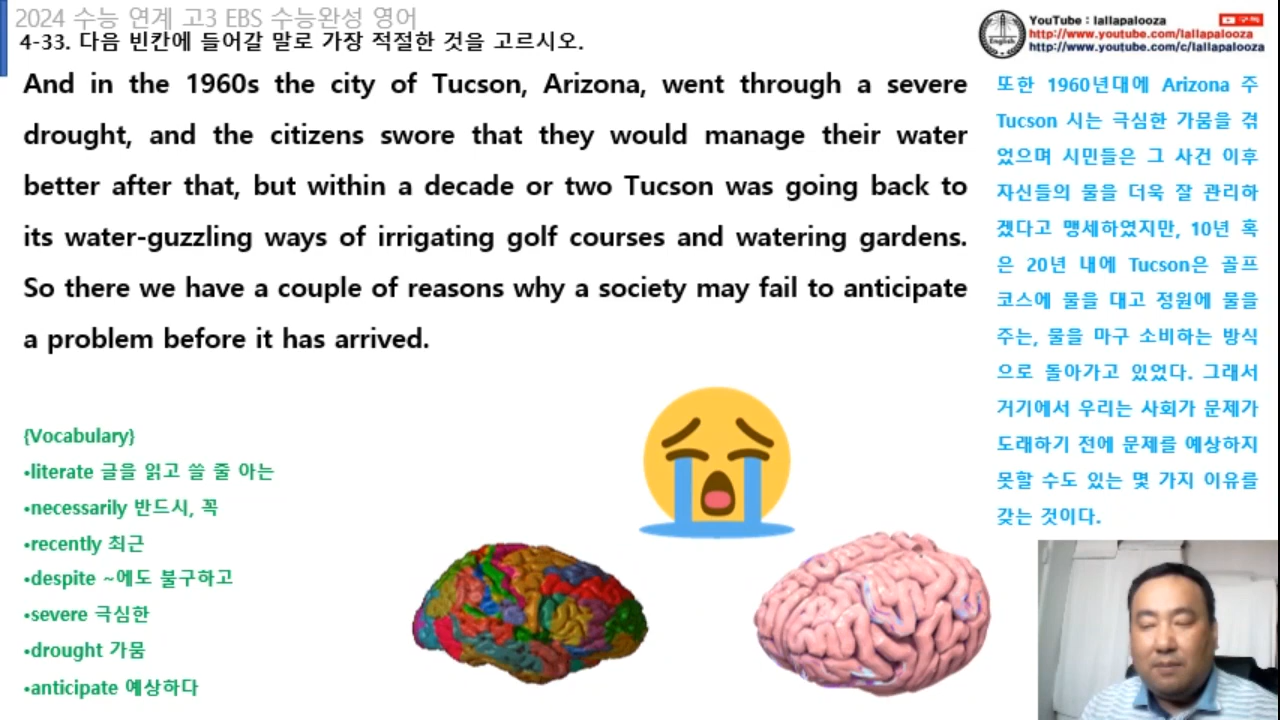 2024 수능 연계 고3 EBS 수능완성 영어
4-33. 다음 빈칸에 들어갈 말로 가장 적절한 것을 고르시오.
YouTube : lallapalooza
구독
http://www.youtube.com/lallapalooza
http://www.youtube.com/c/lallapalooza
English
And in the 1960s the city of Tucson, Arizona, went through a severe
drought, and the citizens swore that they would manage their water
better after that, but within a decade or two Tucson was going back to
its water-guzzling ways of irrigating golf courses and watering gardens.
So there we have a couple of reasons why a society may fail to anticipate
a problem before it has arrived.
또한 1960년대에 Arizona 주
Tucson 시는 극심한 가뭄을 겪
었으며 시민들은 그 사건 이후
자신들의 물을 더욱 잘 관리하
겠다고 맹세하였지만, 10년 혹
은 20년 내에 Tucson은 골프
코스에 물을 대고 정원에 물을
주는, 물을 마구 소비하는 방식
으로 돌아가고 있었다. 그래서
거기에서 우리는 사회가 문제가
도래하기 전에 문제를 예상하지
못할 수도 있는 몇 가지 이유를
갖는 것이다.
{Vocabulary}
•literate 글을 읽고 쓸 줄 아는
•necessarily 반드시, 꼭
•recently 최근
•despite ~에도 불구하고
•severe 극심한
•drought 가뭄
•anticipate 예상하다